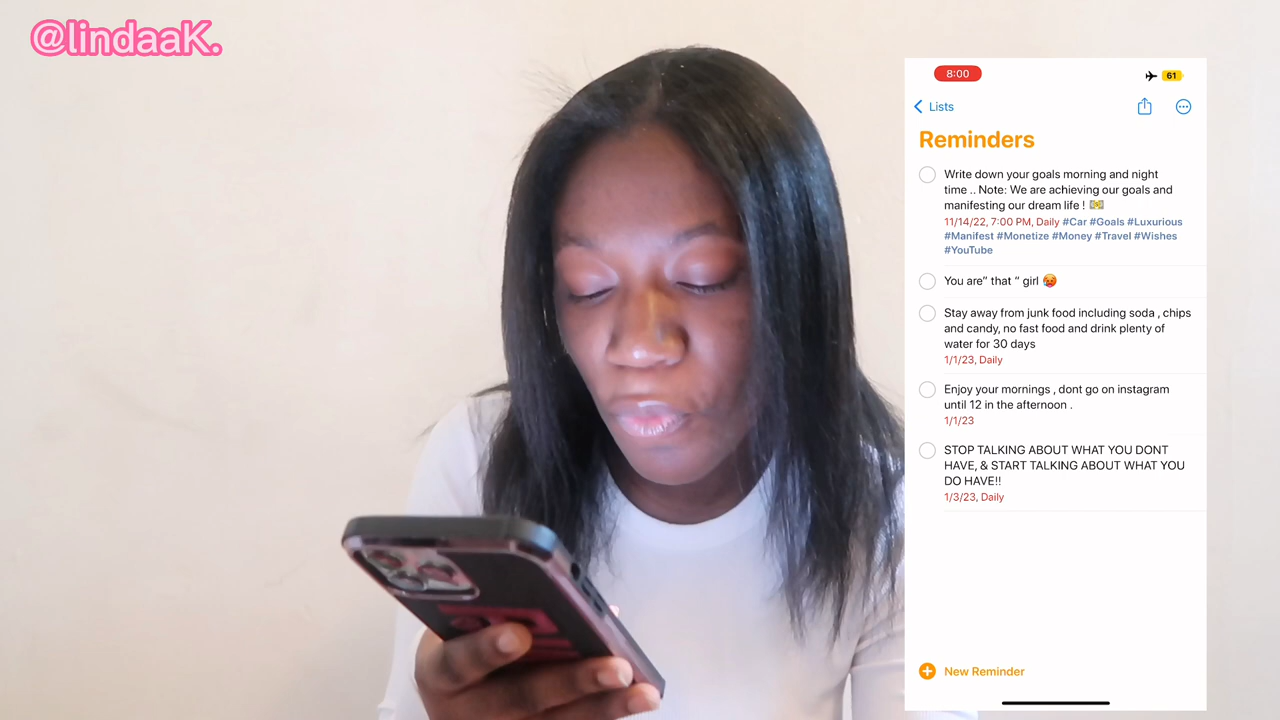 @lindaaK.
8:00
61
Lists
Reminders
Write down your goals morning and night
time .. Note: We are achieving our goals and
manifesting our dream life ! 💵
11/14/22, 7:00 PM, Daily #Car #Goals #Luxurious
#Manifest #Monetize #Money #Travel #Wishes
#YouTube
You are” that “ girl 🥵
Stay away from junk food including soda , chips
and candy, no fast food and drink plenty of
water for 30 days
1/1/23, Daily
Enjoy your mornings , dont go on instagram
until 12 in the afternoon .
1/1/23
STOP TALKING ABOUT WHAT YOU DONT
HAVE, & START TALKING ABOUT WHAT YOU
DO HAVE!!
1/3/23, Daily
New Reminder